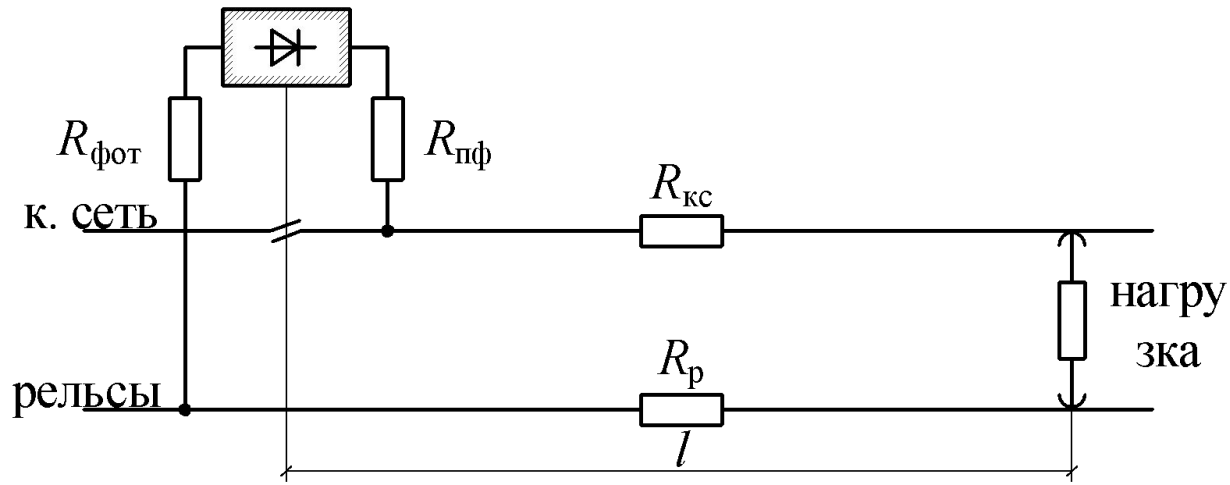 Rфот
Rпф
Rкс
к. сеть
нагру
зка
Rр
рельсы
l